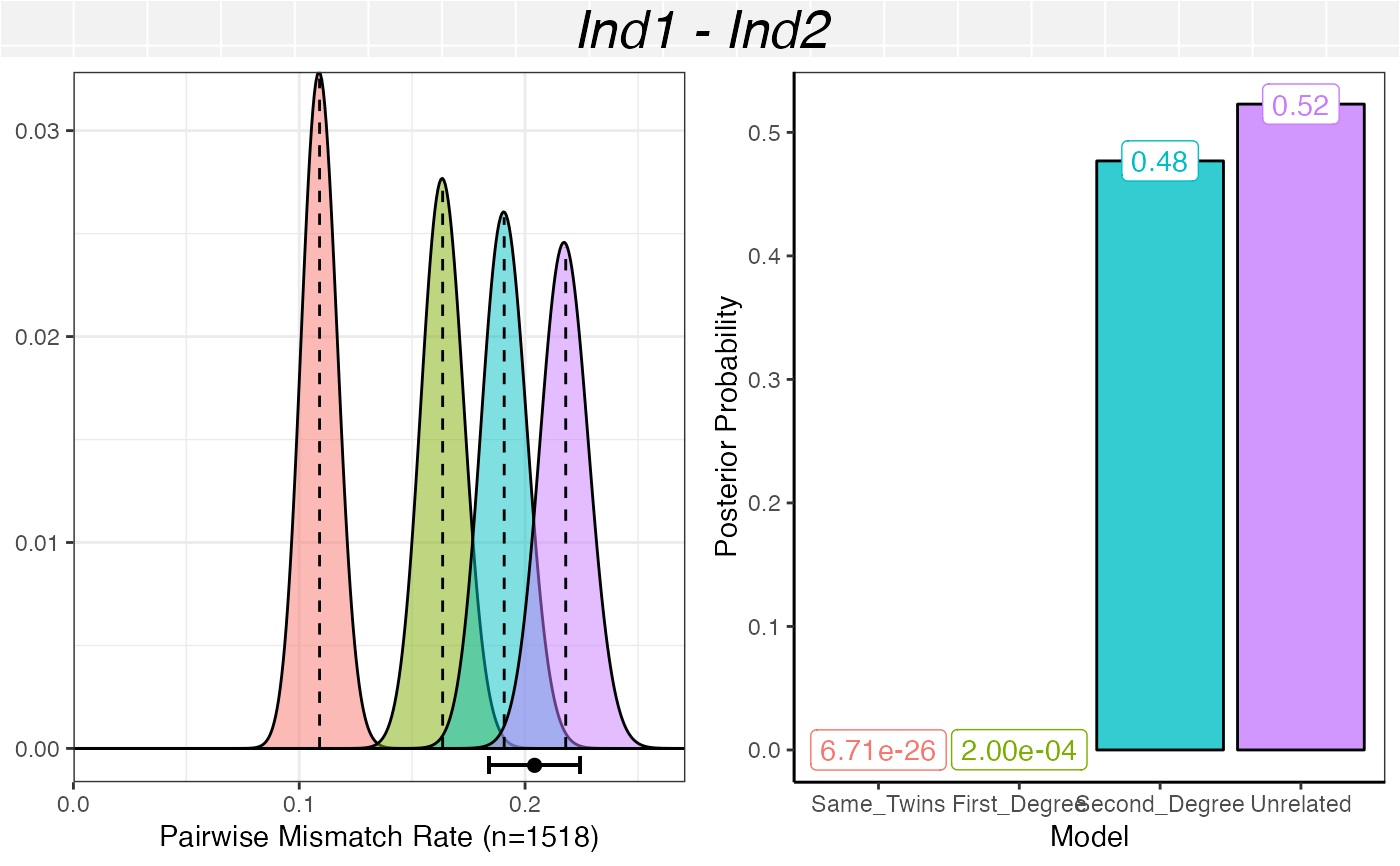 Ind1 - Ind2
0.03
0.02
0.01
0.00
0.0
0.1
0.2
Pairwise Mismatch Rate (n=1518)
Posterior Probability
0.5
0.4
0.3
0.2
0.1
0.0
6.71e-26
2.00e-04
0.48
0.52
Same_Twins
First_Degree
Second_Degree
Unrelated
Model